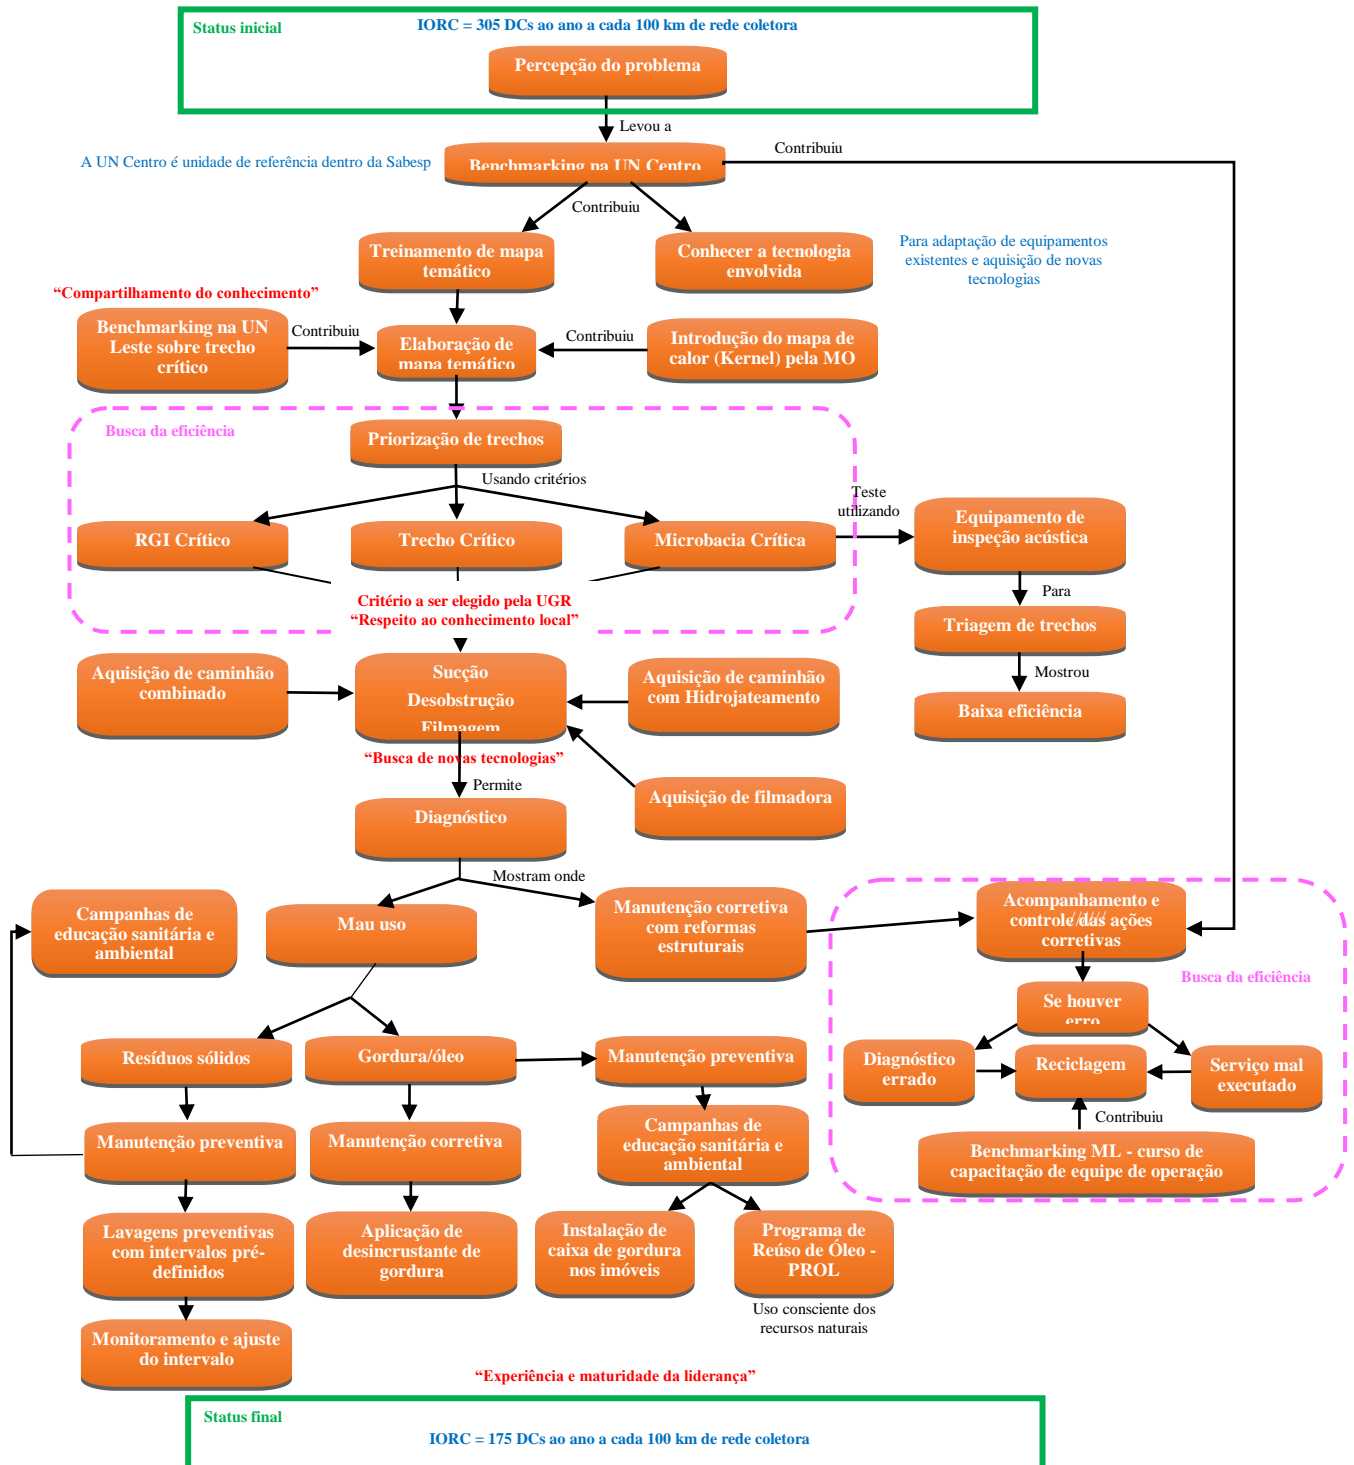 Status inicial
IORC = 305 DCs ao ano a cada 100 km de rede coletora
Percepção do problema
Levou a
A UN Centro é unidade de referência dentro da Sabesp
Benchmarking na UN Centro
Contribuiu
Contribuiu
Treinamento de mapa
temático
Conhecer a tecnologia
envolvida
Para adaptação de equipamentos
existentes e aquisição de novas
tecnologias
“Compartilhamento do conhecimento”
Benchmarking na UN
Leste sobre trecho
crítico
Contribuiu
Elaboração de
mapa temático
Contribuiu
Introdução do mapa de
calor (Kernel) pela MO
Busca da eficiência
Priorização de trechos
Usando critérios
RGI Crítico
Trecho Crítico
Microbacia Crítica
Teste
utilizando
Equipamento de
inspeção acústica
Para
Critério a ser elegido pela UGR
“Respeito ao conhecimento local”
Triagem de trechos
Mostrou
Baixa eficiência
Aquisição de caminhão
combinado
Sucção
Desobstrução
Filmagem
Aquisição de caminhão
com Hidrojateamento
“Busca de novas tecnologias”
Permite
Aquisição de filmadora
Diagnóstico
Mostram onde
Campanhas de
educação sanitária e
ambiental
Mau uso
Manutenção corretiva
com reformas
estruturais
Acompanhamento e
controle das ações
corretivas
Busca da eficiência
Se houver
erro
Resíduos sólidos
Gordura/óleo
Manutenção preventiva
Diagnóstico
errado
Reciclagem
Serviço mal
executado
Contribuiu
Manutenção preventiva
Manutenção corretiva
Campanhas de
educação sanitária e
ambiental
Benchmarking ML - curso de
capacitação de equipe de operação
Lavagens preventivas
com intervalos pré-
definidos
Aplicação de
desincrustante de
gordura
Instalação de
caixa de gordura
nos imóveis
Programa de
Reúso de Óleo -
PROL
Uso consciente dos
recursos naturais
Monitoramento e ajuste
do intervalo
“Experiência e maturidade da liderança”
Status final
IORC = 175 DCs ao ano a cada 100 km de rede coletora